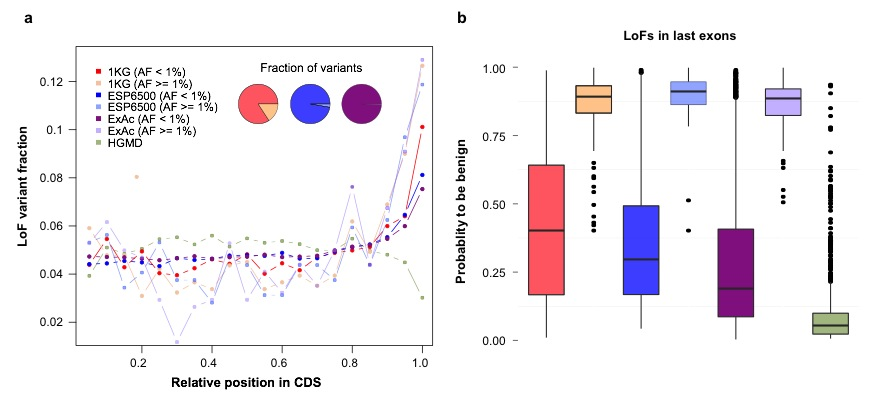 a
1KG (AF < 1%)
1KG (AF >= 1%)
ESP6500 (AF < 1%)
ESP6500 (AF >= 1%)
ExAc (AF < 1%)
ExAc (AF >= 1%)
HGMD
Fraction of variants
LoF variant fraction
0.12
0.1
0.08
0.06
0.04
0.02
0.2
0.4
0.6
0.8
1.0
Relative position in CDS
b
LoFs in last exons
Probablity to be benign
1.00
0.75
0.50
0.25
0.00